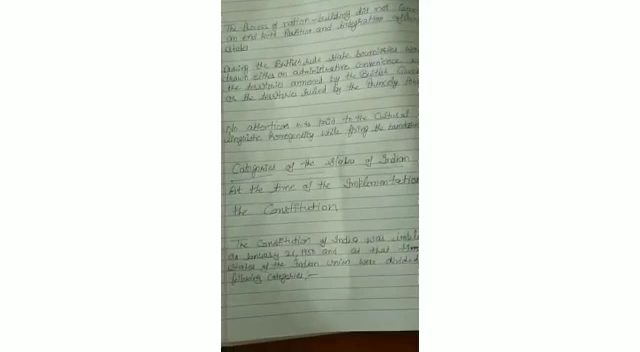 The Process of nation-building did not come
an end with Partition and Integration of
states
During the British rule state boundaries were
drawn either on administrative convenience
the territories annexed by the British
or the territories ruled by the princely
No attention was paid to the Cultural
linguistic homogeneity while fixing the
Categories of the states of Indian
At the time of the Implementation
the Constitution
The Constitution of India was
on January 26, 1950 and at that
states of the Indian Union were divided
following categories:-